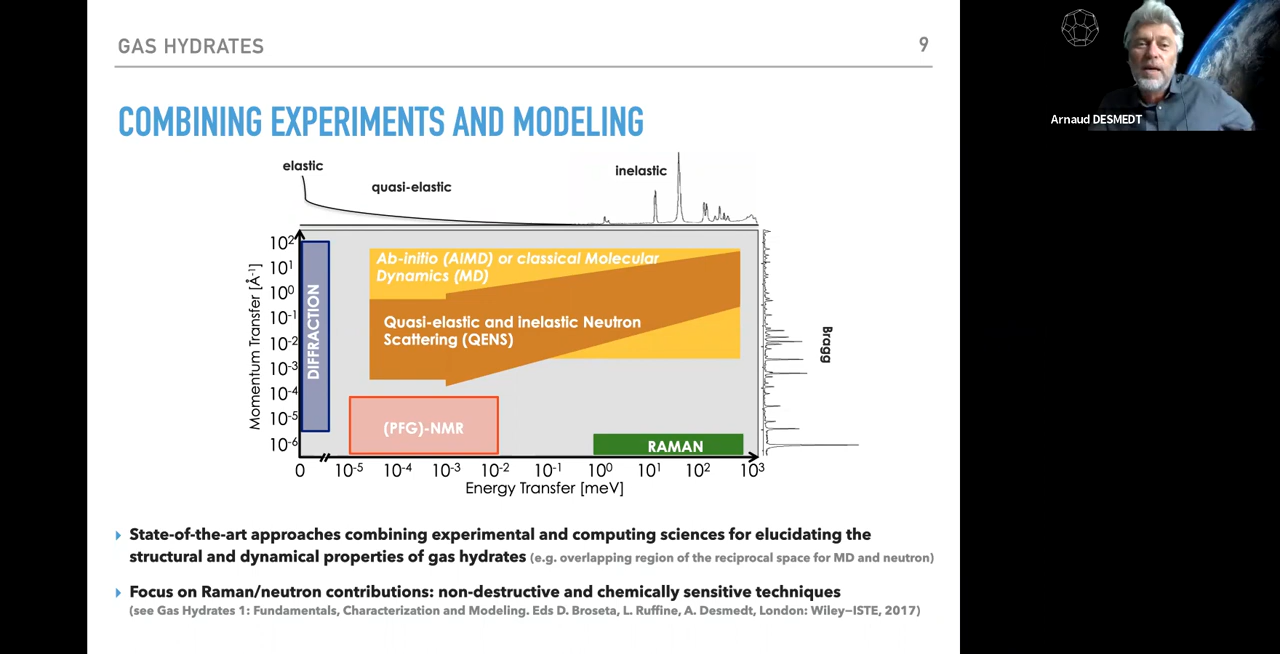 GAS HYDRATES
9
COMBINING EXPERIMENTS AND MODELING
elastic
quasi-elastic
inelastic
Momentum Transfer [Å⁻¹]
10²
10¹
10⁰
10⁻¹
10⁻²
10⁻³
10⁻⁴
10⁻⁵
10⁻⁶
DIFFRACTION
Ab-initio (AIMD) or classical Molecular
Dynamics (MD)
Quasi-elastic and inelastic Neutron
Scattering (QENS)
(PFG)-NMR
RAMAN
Bragg
0 10⁻⁵ 10⁻⁴ 10⁻³ 10⁻² 10⁻¹ 10⁰ 10¹ 10² 10³
Energy Transfer [meV]
State-of-the-art approaches combining experimental and computing sciences for elucidating the
structural and dynamical properties of gas hydrates (e.g. overlapping region of the reciprocal space for MD and neutron)
Focus on Raman/neutron contributions: non-destructive and chemically sensitive techniques
(see Gas Hydrates 1: Fundamentals, Characterization and Modeling. Eds D. Broseta, L. Ruffine, A. Desmedt, London: Wiley–ISTE, 2017)
Arnaud DESMEDT